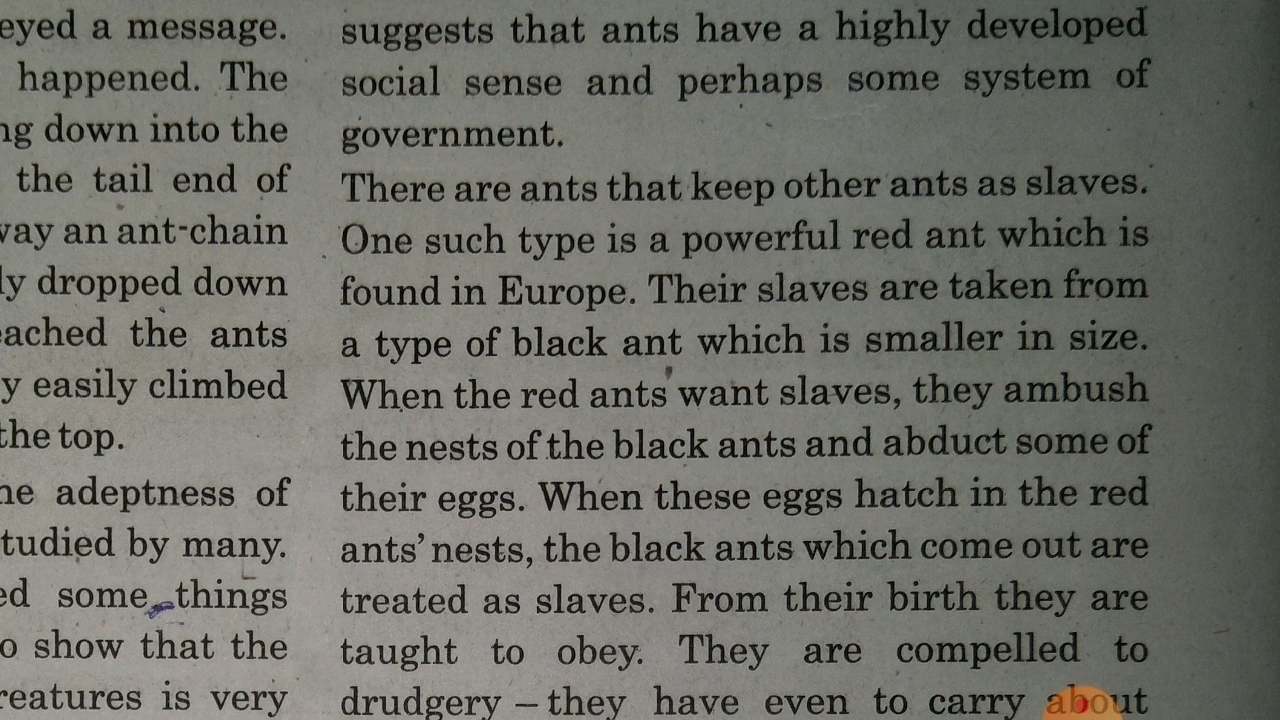 eyed a message.
happened. The
ng down into the
the tail end of
way an ant-chain
ly dropped down
eached the ants
y easily climbed
the top.
he adeptness of
tudied by many.
ed some things
o show that the
reatures is very
suggests that ants have a highly developed
social sense and perhaps some system of
government.
There are ants that keep other ants as slaves.
One such type is a powerful red ant which is
found in Europe. Their slaves are taken from
a type of black ant which is smaller in size.
When the red ants want slaves, they ambush
the nests of the black ants and abduct some of
their eggs. When these eggs hatch in the red
ants' nests, the black ants which come out are
treated as slaves. From their birth they are
taught to obey. They are compelled to
drudgery – they have even to carry about